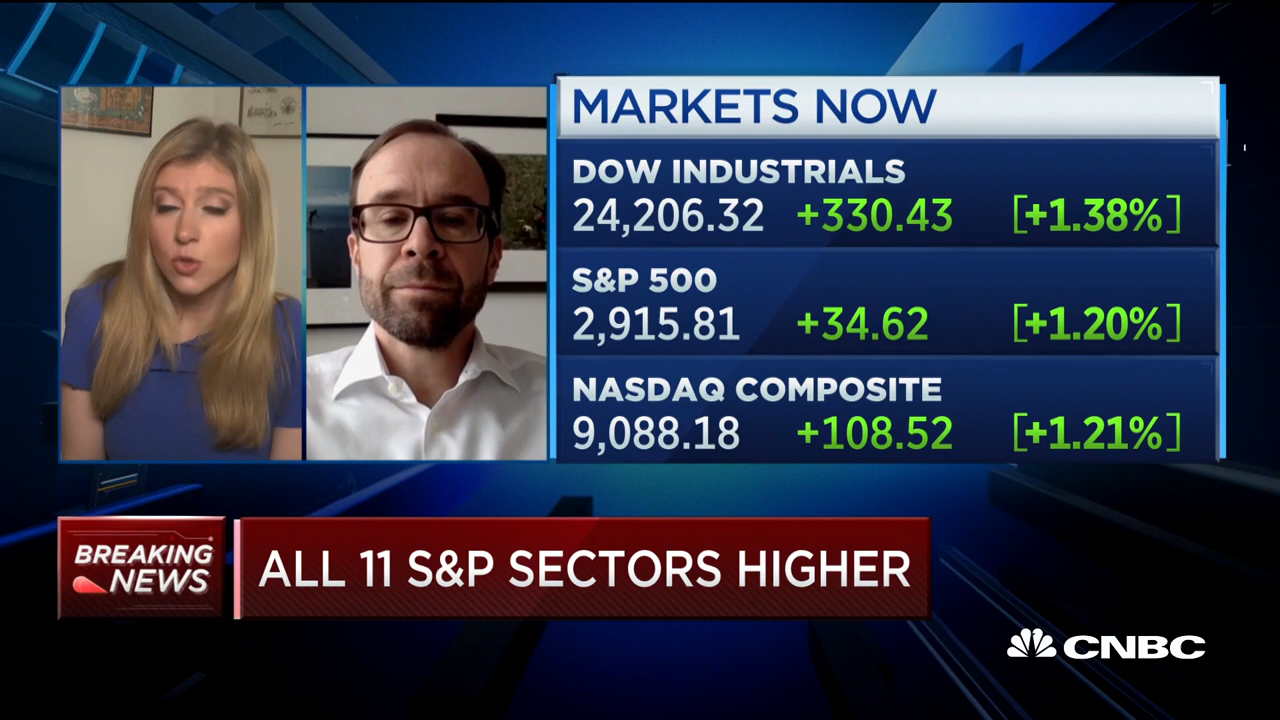 MARKETS NOW
DOW INDUSTRIALS
24,206.32 +330.43 [+1.38%]
S&P 500
2,915.81 +34.62 [+1.20%]
NASDAQ COMPOSITE
9,088.18 +108.52 [+1.21%]
BREAKING
NEWS
ALL 11 S&P SECTORS HIGHER
CNBC